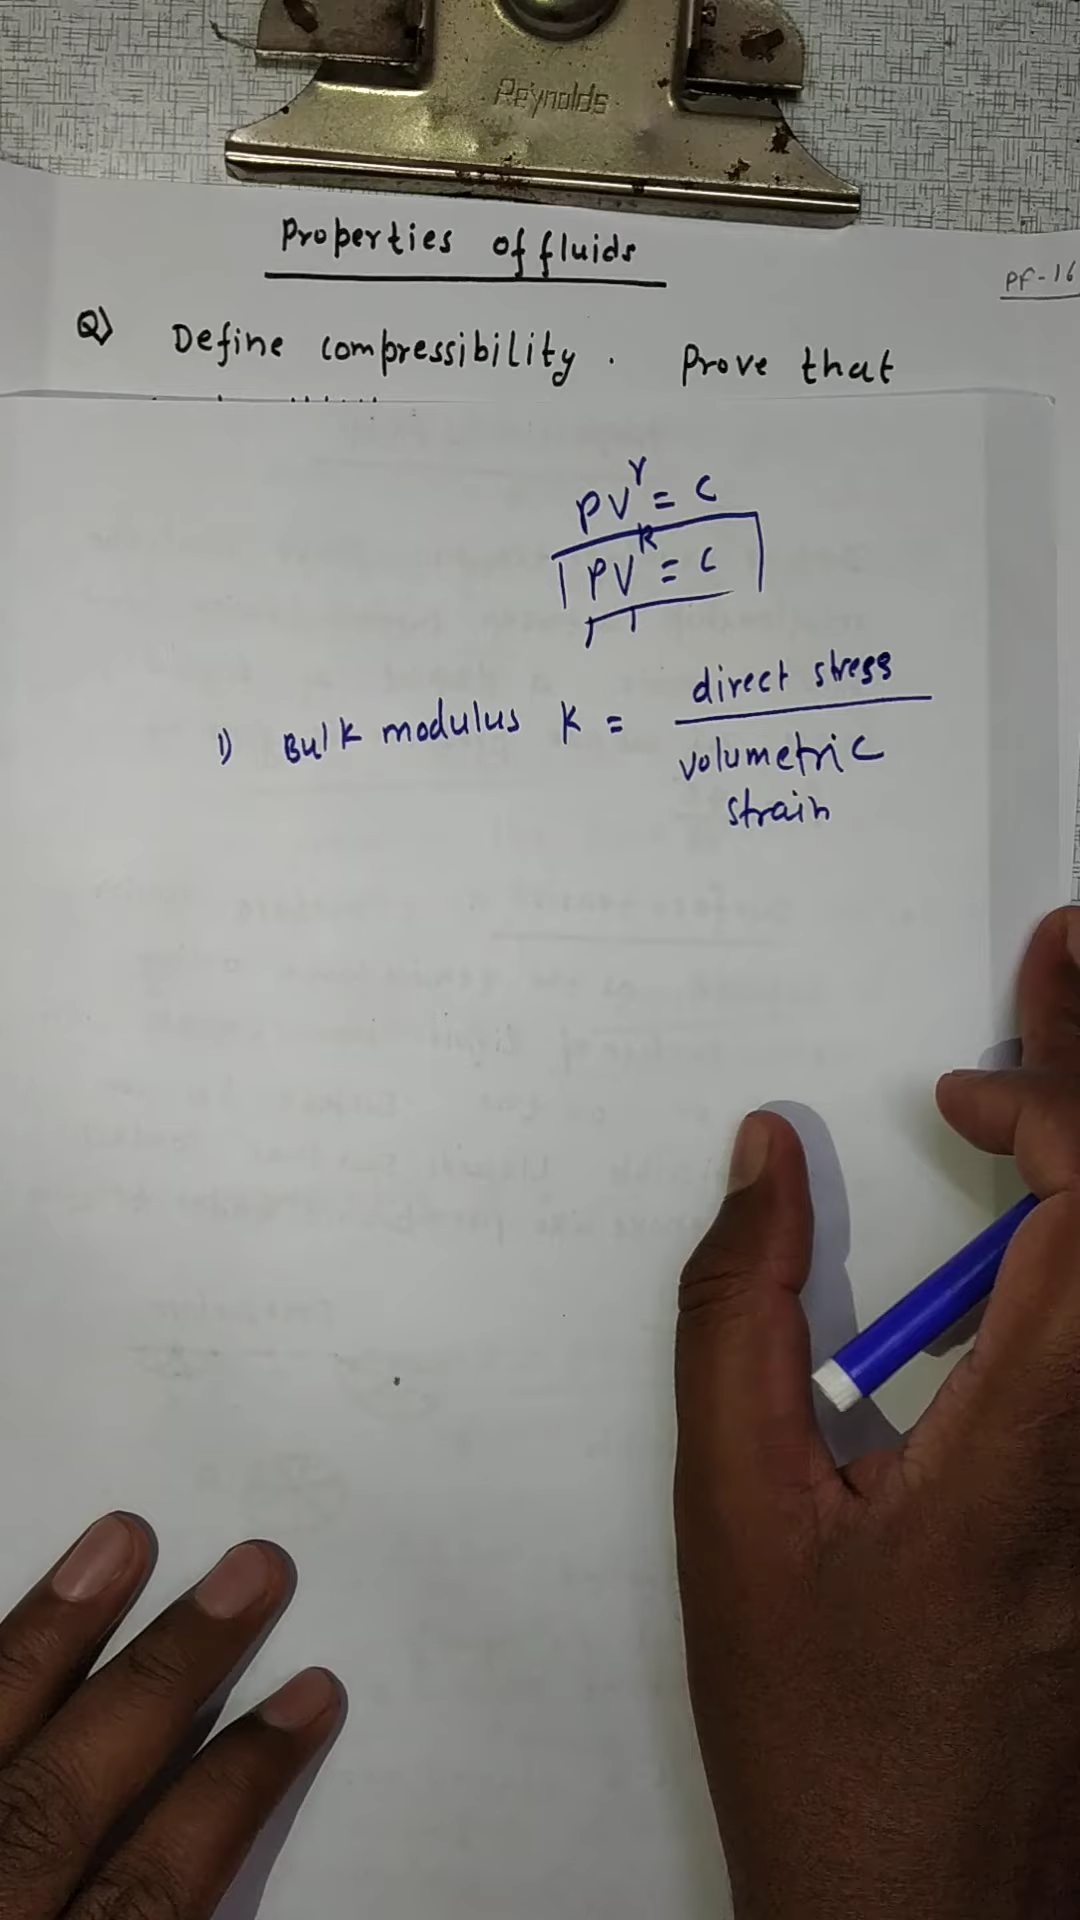 Reynolds
Properties of fluids
PF-16
Q) Define compressibility. Prove that
PV^γ = C
PV^K = C
1) Bulk modulus K = direct stress
volumetric
strain